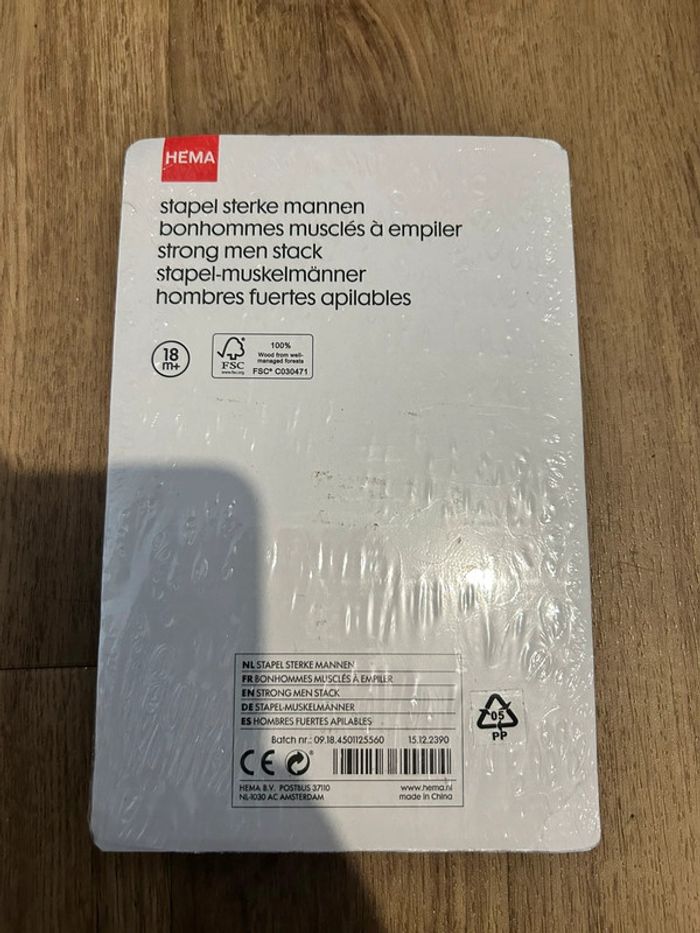 HEMA
stapel sterke mannen
bonhommes musclés à empiler
strong men stack
stapel-muskelmänner
hombres fuertes apilables
18
m+
FSC
www.fsc.org
100%
Wood from well-
managed forests
FSC® C030471
NL STAPEL STERKE MANNEN
FR BONHOMMES MUSCLÉS À EMPILER
EN STRONG MEN STACK
DE STAPEL-MUSKELMÄNNER
ES HOMBRES FUERTES APILABLES
Batch nr.: 09.18.4501125560 15.12.2390
CE
HEMA B.V. POSTBUS 37110
NL-1030 AC AMSTERDAM
www.hema.nl
made in China
05
PP